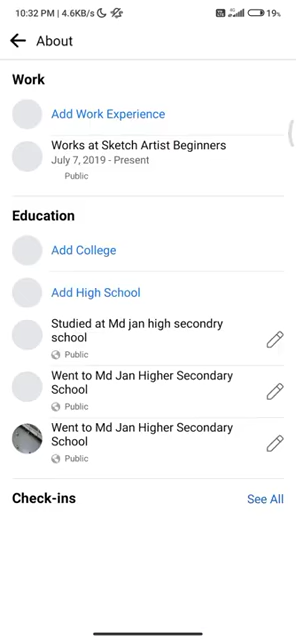 10:32 PM | 4.6KB/s
19%
About
Work
Add Work Experience
Works at Sketch Artist Beginners
July 7, 2019 - Present
Public
Education
Add College
Add High School
Studied at Md jan high secondry
school
Public
Went to Md Jan Higher Secondary
School
Public
Went to Md Jan Higher Secondary
School
Public
Check-ins
See All